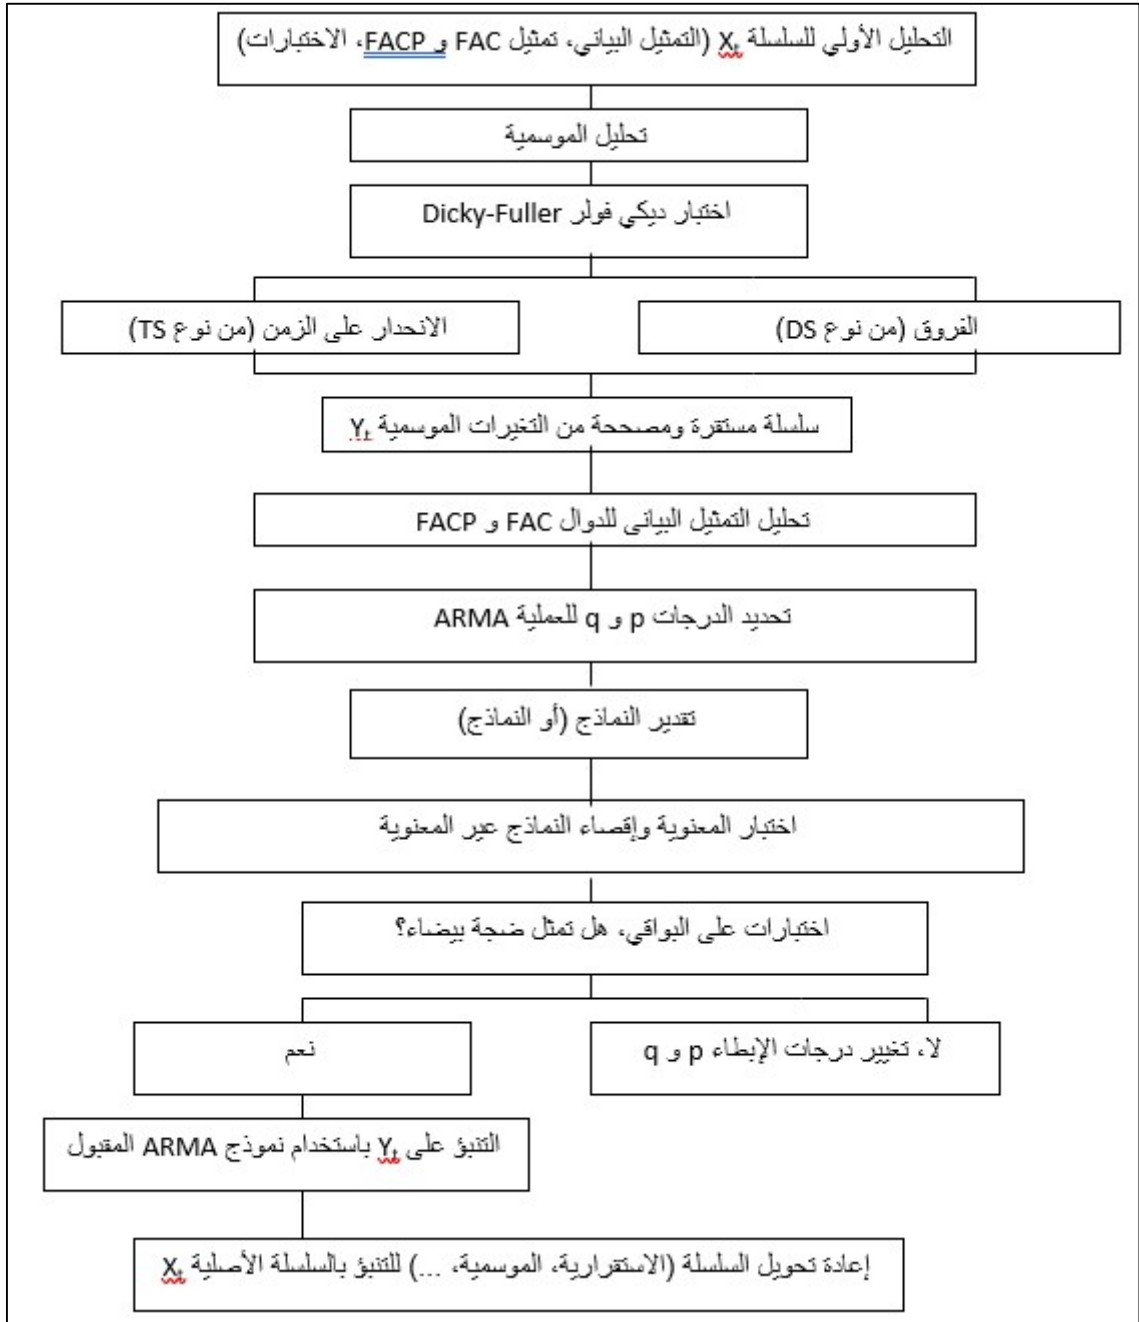 التحليل الأولي للسلسلة Xₜ (التمثيل البياني، تمثيل FAC و FACP، الاختبارات)
تحليل الموسمية
اختبار ديكي فولر Dicky-Fuller
الفروق (من نوع DS)
الانحدار على الزمن (من نوع TS)
سلسلة مستقرة ومصححة من التغيرات الموسمية Yₜ
تحليل التمثيل البياني للدوال FAC و FACP
تحديد الدرجات p و q للعملية ARMA
تقدير النماذج (أو النماذج)
اختبار المعنوية وإقصاء النماذج عير المعنوية
اختبارات على البواقي، هل تمثل ضجة بيضاء؟
لا، تغيير درجات الإبطاء p و q
نعم
التنبؤ على Yₜ باستخدام نموذج ARMA المقبول
إعادة تحويل السلسلة (الاستقرارية، الموسمية، ...) للتنبؤ بالسلسلة الأصلية Xₜ